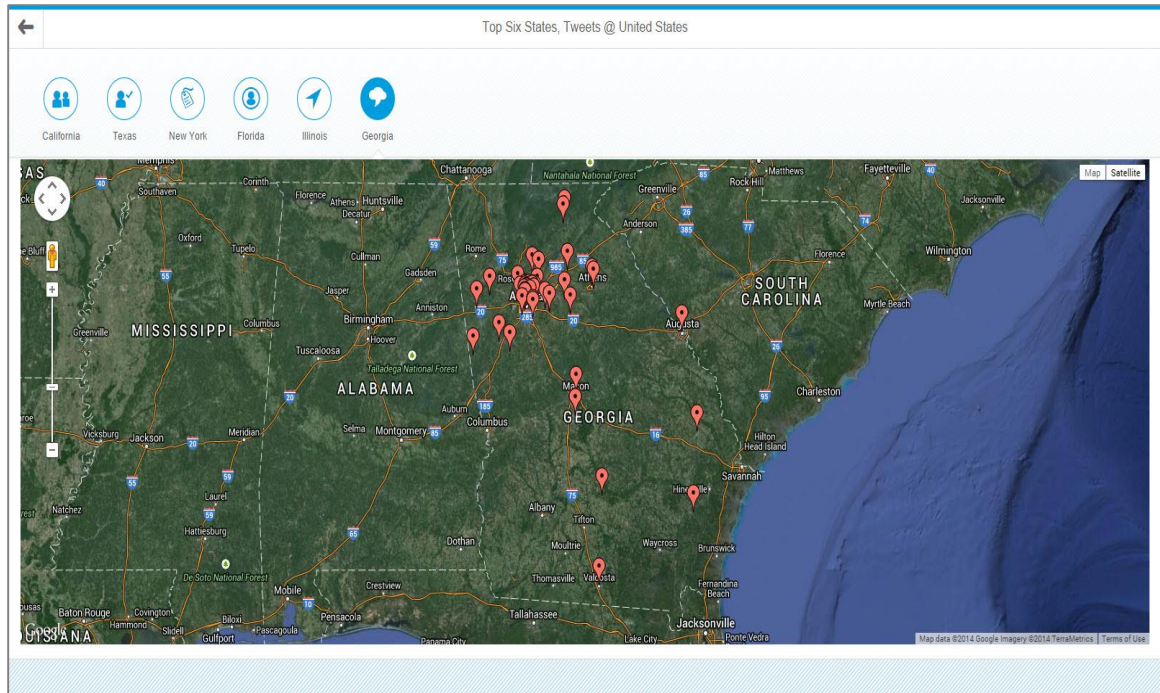 Top Six States, Tweets @ United States
California Texas New York Florida Illinois Georgia
Map Satellite
Memphis
Southaven
Corinth
Florence
Athens
Huntsville
Decatur
Chattanooga
Nantahala National Forest
Greenville
Rock Hill
Matthews
Fayetteville
Jacksonville
Oxford
Tupelo
Cullman
Rome
Anderson
Florence
Wilmington
Gadsden
Jasper
Anniston
SOUTH
CAROLINA
Myrtle Beach
Greenville
MISSISSIPPI
Columbus
Birmingham
Hoover
Augusta
Tuscaloosa
Talladega National Forest
ALABAMA
Macon
Charleston
Auburn
Columbus
GEORGIA
Vicksburg
Jackson
Meridian
Selma
Montgomery
Hilton
Head Island
Savannah
Laurel
Natchez
Albany
Tifton
Hattiesburg
Dothan
Moultrie
Waycross
Brunswick
De Soto National Forest
Thomasville
Valdosta
Mobile
Crestview
Fernandina
Beach
Baton Rouge
Covington
Hammond
Slidell
Biloxi
Gulfport
Pascagoula
Pensacola
Tallahassee
Jacksonville
Panama City
Lake City
Ponte Vedra
Google
Map data ©2014 Google Imagery ©2014 TerraMetrics
Terms of Use